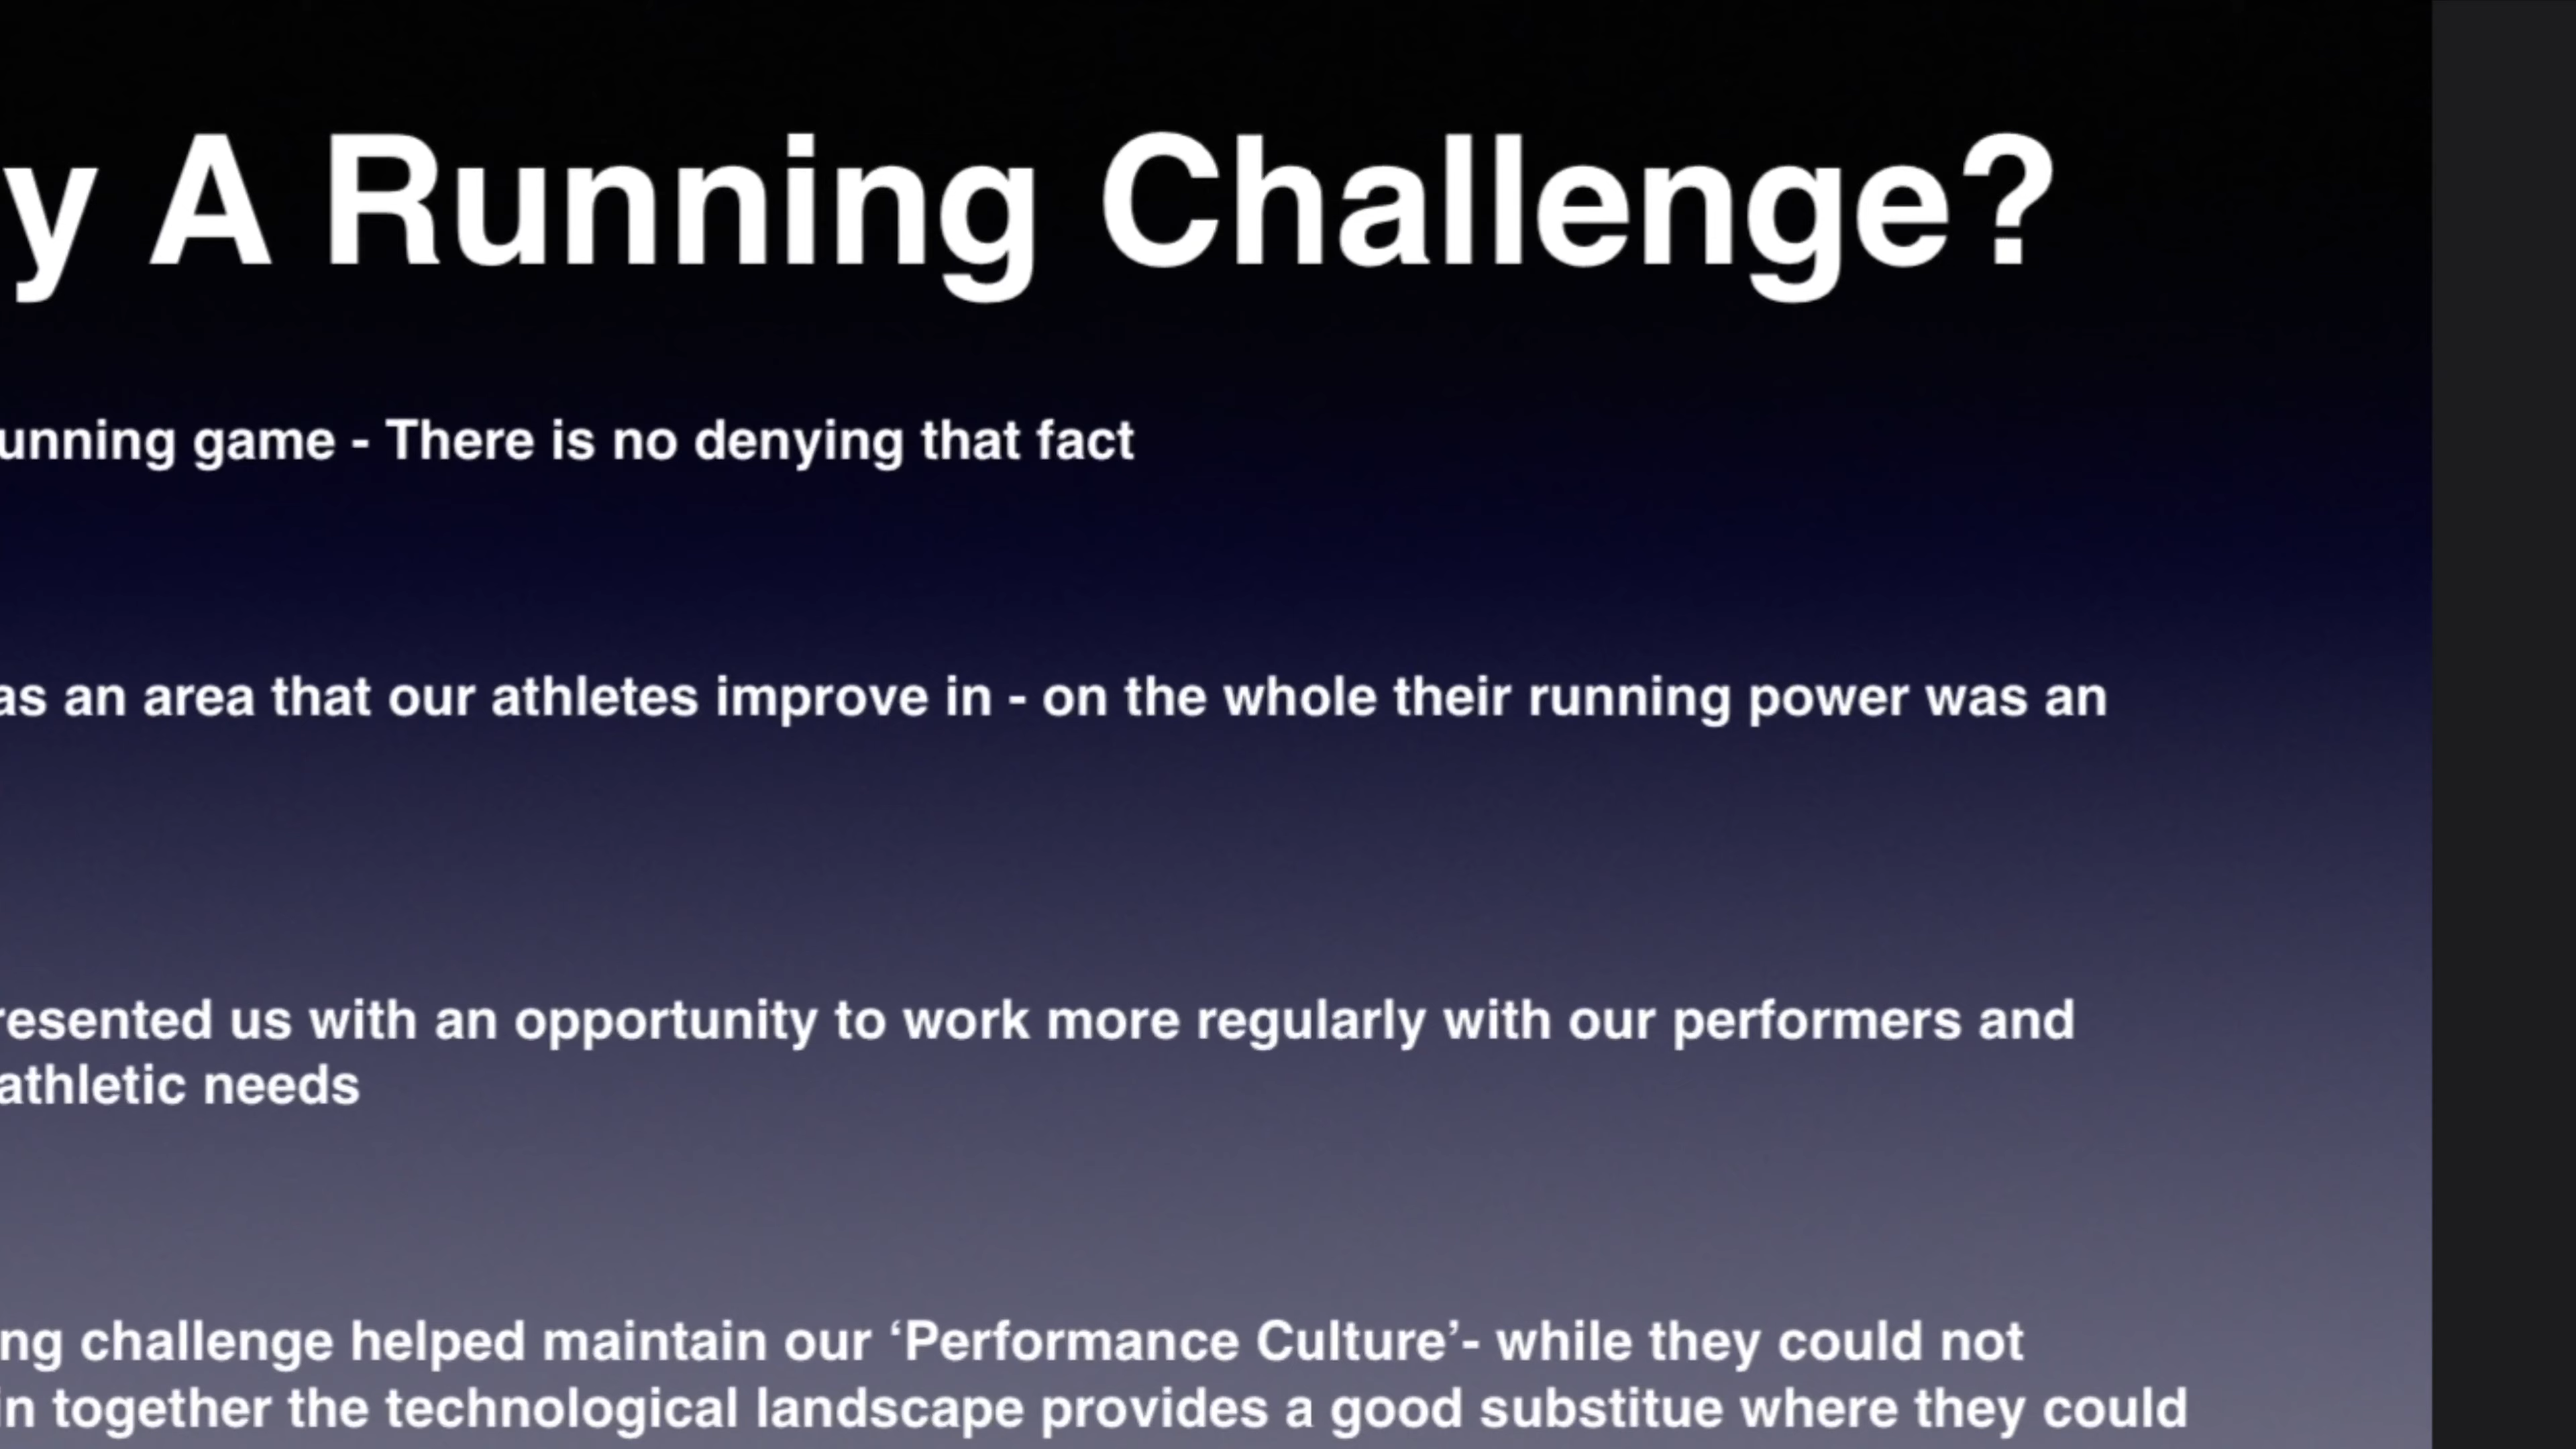 y A Running Challenge?
unning game - There is no denying that fact
as an area that our athletes improve in - on the whole their running power was an
resented us with an opportunity to work more regularly with our performers and
athletic needs
ng challenge helped maintain our ‘Performance Culture’- while they could not
in together the technological landscape provides a good substitue where they could